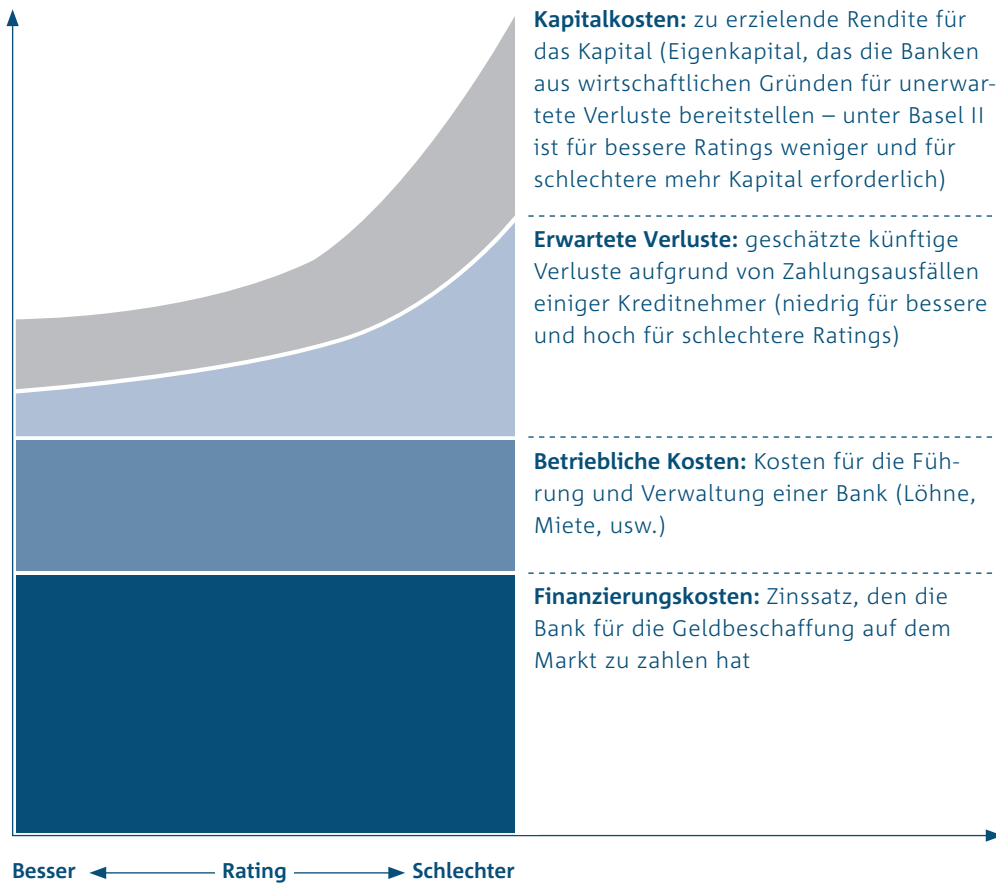 Kapitalkosten: zu erzielende Rendite für
das Kapital (Eigenkapital, das die Banken
aus wirtschaftlichen Gründen für unerwar-
tete Verluste bereitstellen – unter Basel II
ist für bessere Ratings weniger und für
schlechtere mehr Kapital erforderlich)
Erwartete Verluste: geschätzte künftige
Verluste aufgrund von Zahlungsausfällen
einiger Kreditnehmer (niedrig für bessere
und hoch für schlechtere Ratings)
Betriebliche Kosten: Kosten für die Füh-
rung und Verwaltung einer Bank (Löhne,
Miete, usw.)
Finanzierungskosten: Zinssatz, den die
Bank für die Geldbeschaffung auf dem
Markt zu zahlen hat
Besser Rating Schlechter